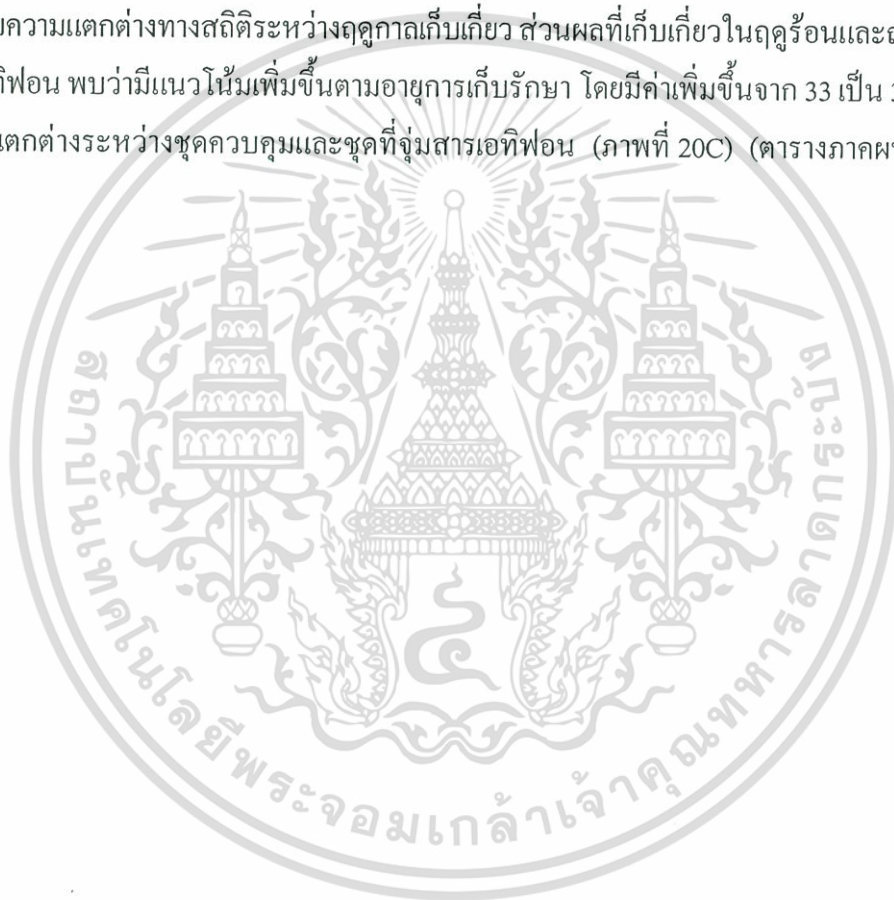 ความแตกต่างทางสถิติระหว่างฤดูกาลเก็บเกี่ยว ส่วนผลที่เก็บเกี่ยวในฤดูร้อนและ
ทิฟอน พบว่ามีแนวโน้มเพิ่มขึ้นตามอายุการเก็บรักษา โดยมีค่าเพิ่มขึ้นจาก 33 เป็น
แตกต่างระหว่างชุดควบคุมและชุดที่จุ่มสารเอทิฟอน (ภาพที่ 20C) (ตารางภาคผ
สถาบันเทคโนโลยีพระจอมเกล้าเจ้าคุณทหารลาดกระบัง